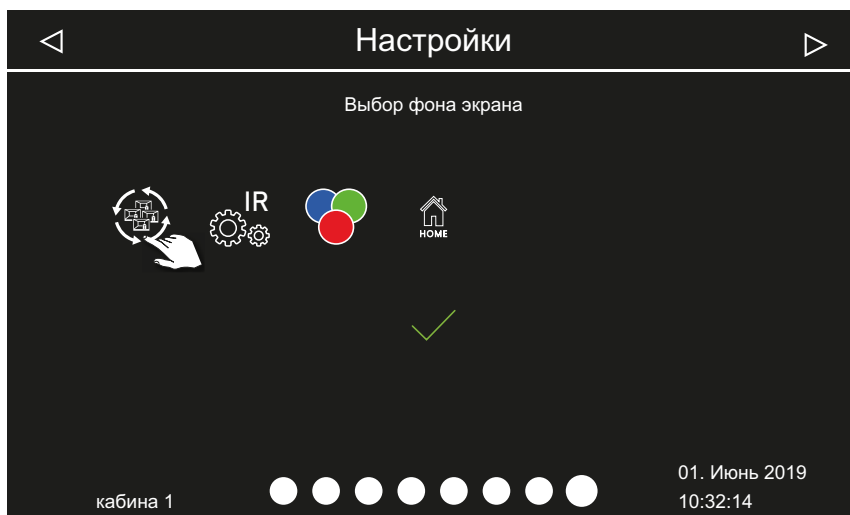 Настройки
Выбор фона экрана
IR
HOME
кабина 1
01. Июнь 2019
10:32:14